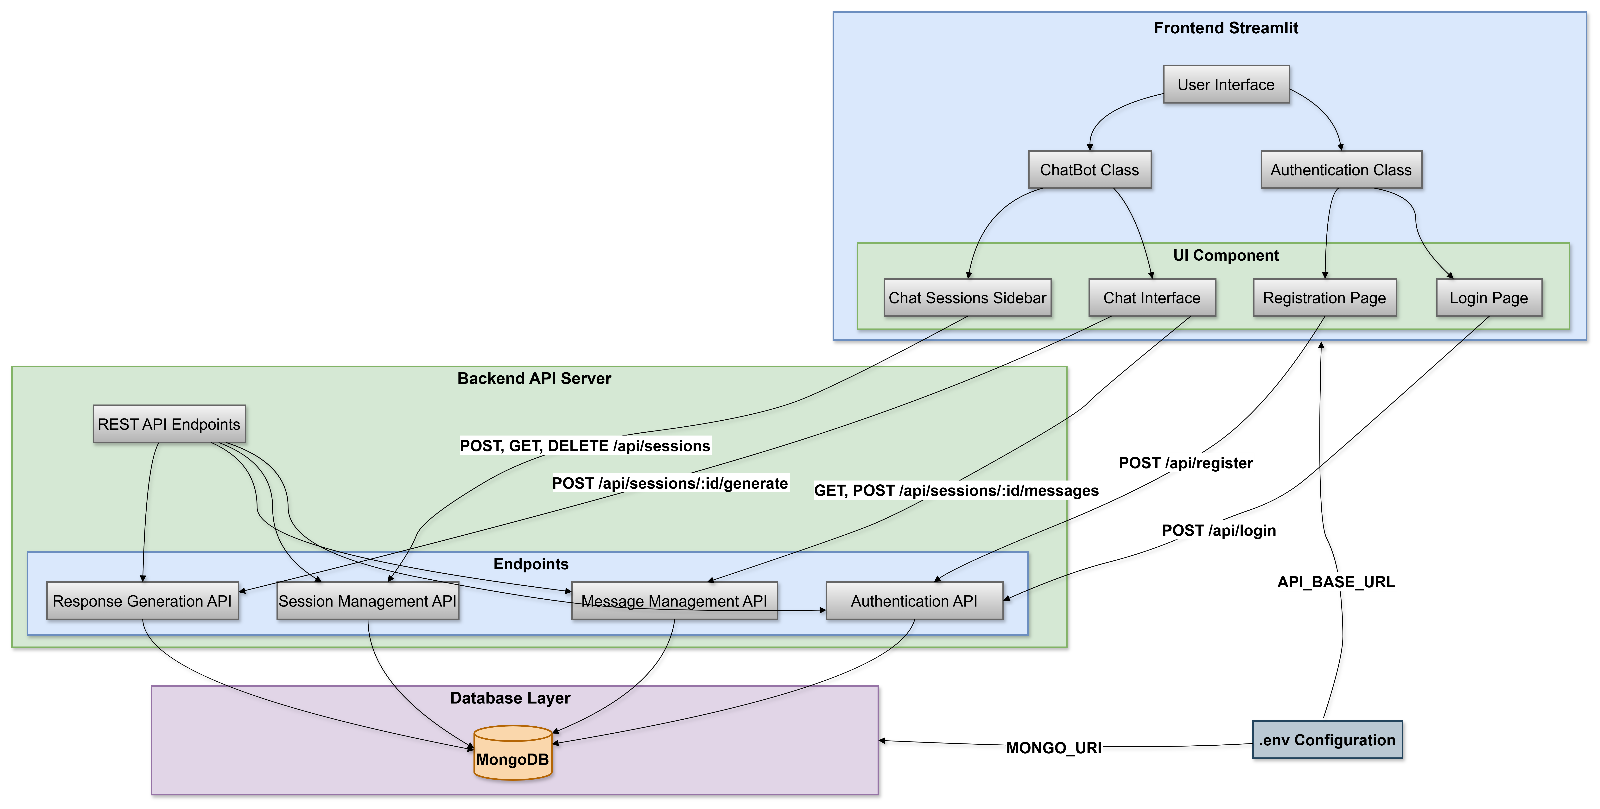 Frontend Streamlit
User Interface
ChatBot Class
Authentication Class
UI Component
Chat Sessions Sidebar
Chat Interface
Registration Page
Login Page
Backend API Server
REST API Endpoints
POST, GET, DELETE /api/sessions
POST /api/sessions/:id/generate
GET, POST /api/sessions/:id/messages
POST /api/register
POST /api/login
Endpoints
Response Generation API
Session Management API
Message Management API
Authentication API
API_BASE_URL
Database Layer
MongoDB
MONGO_URI
.env Configuration